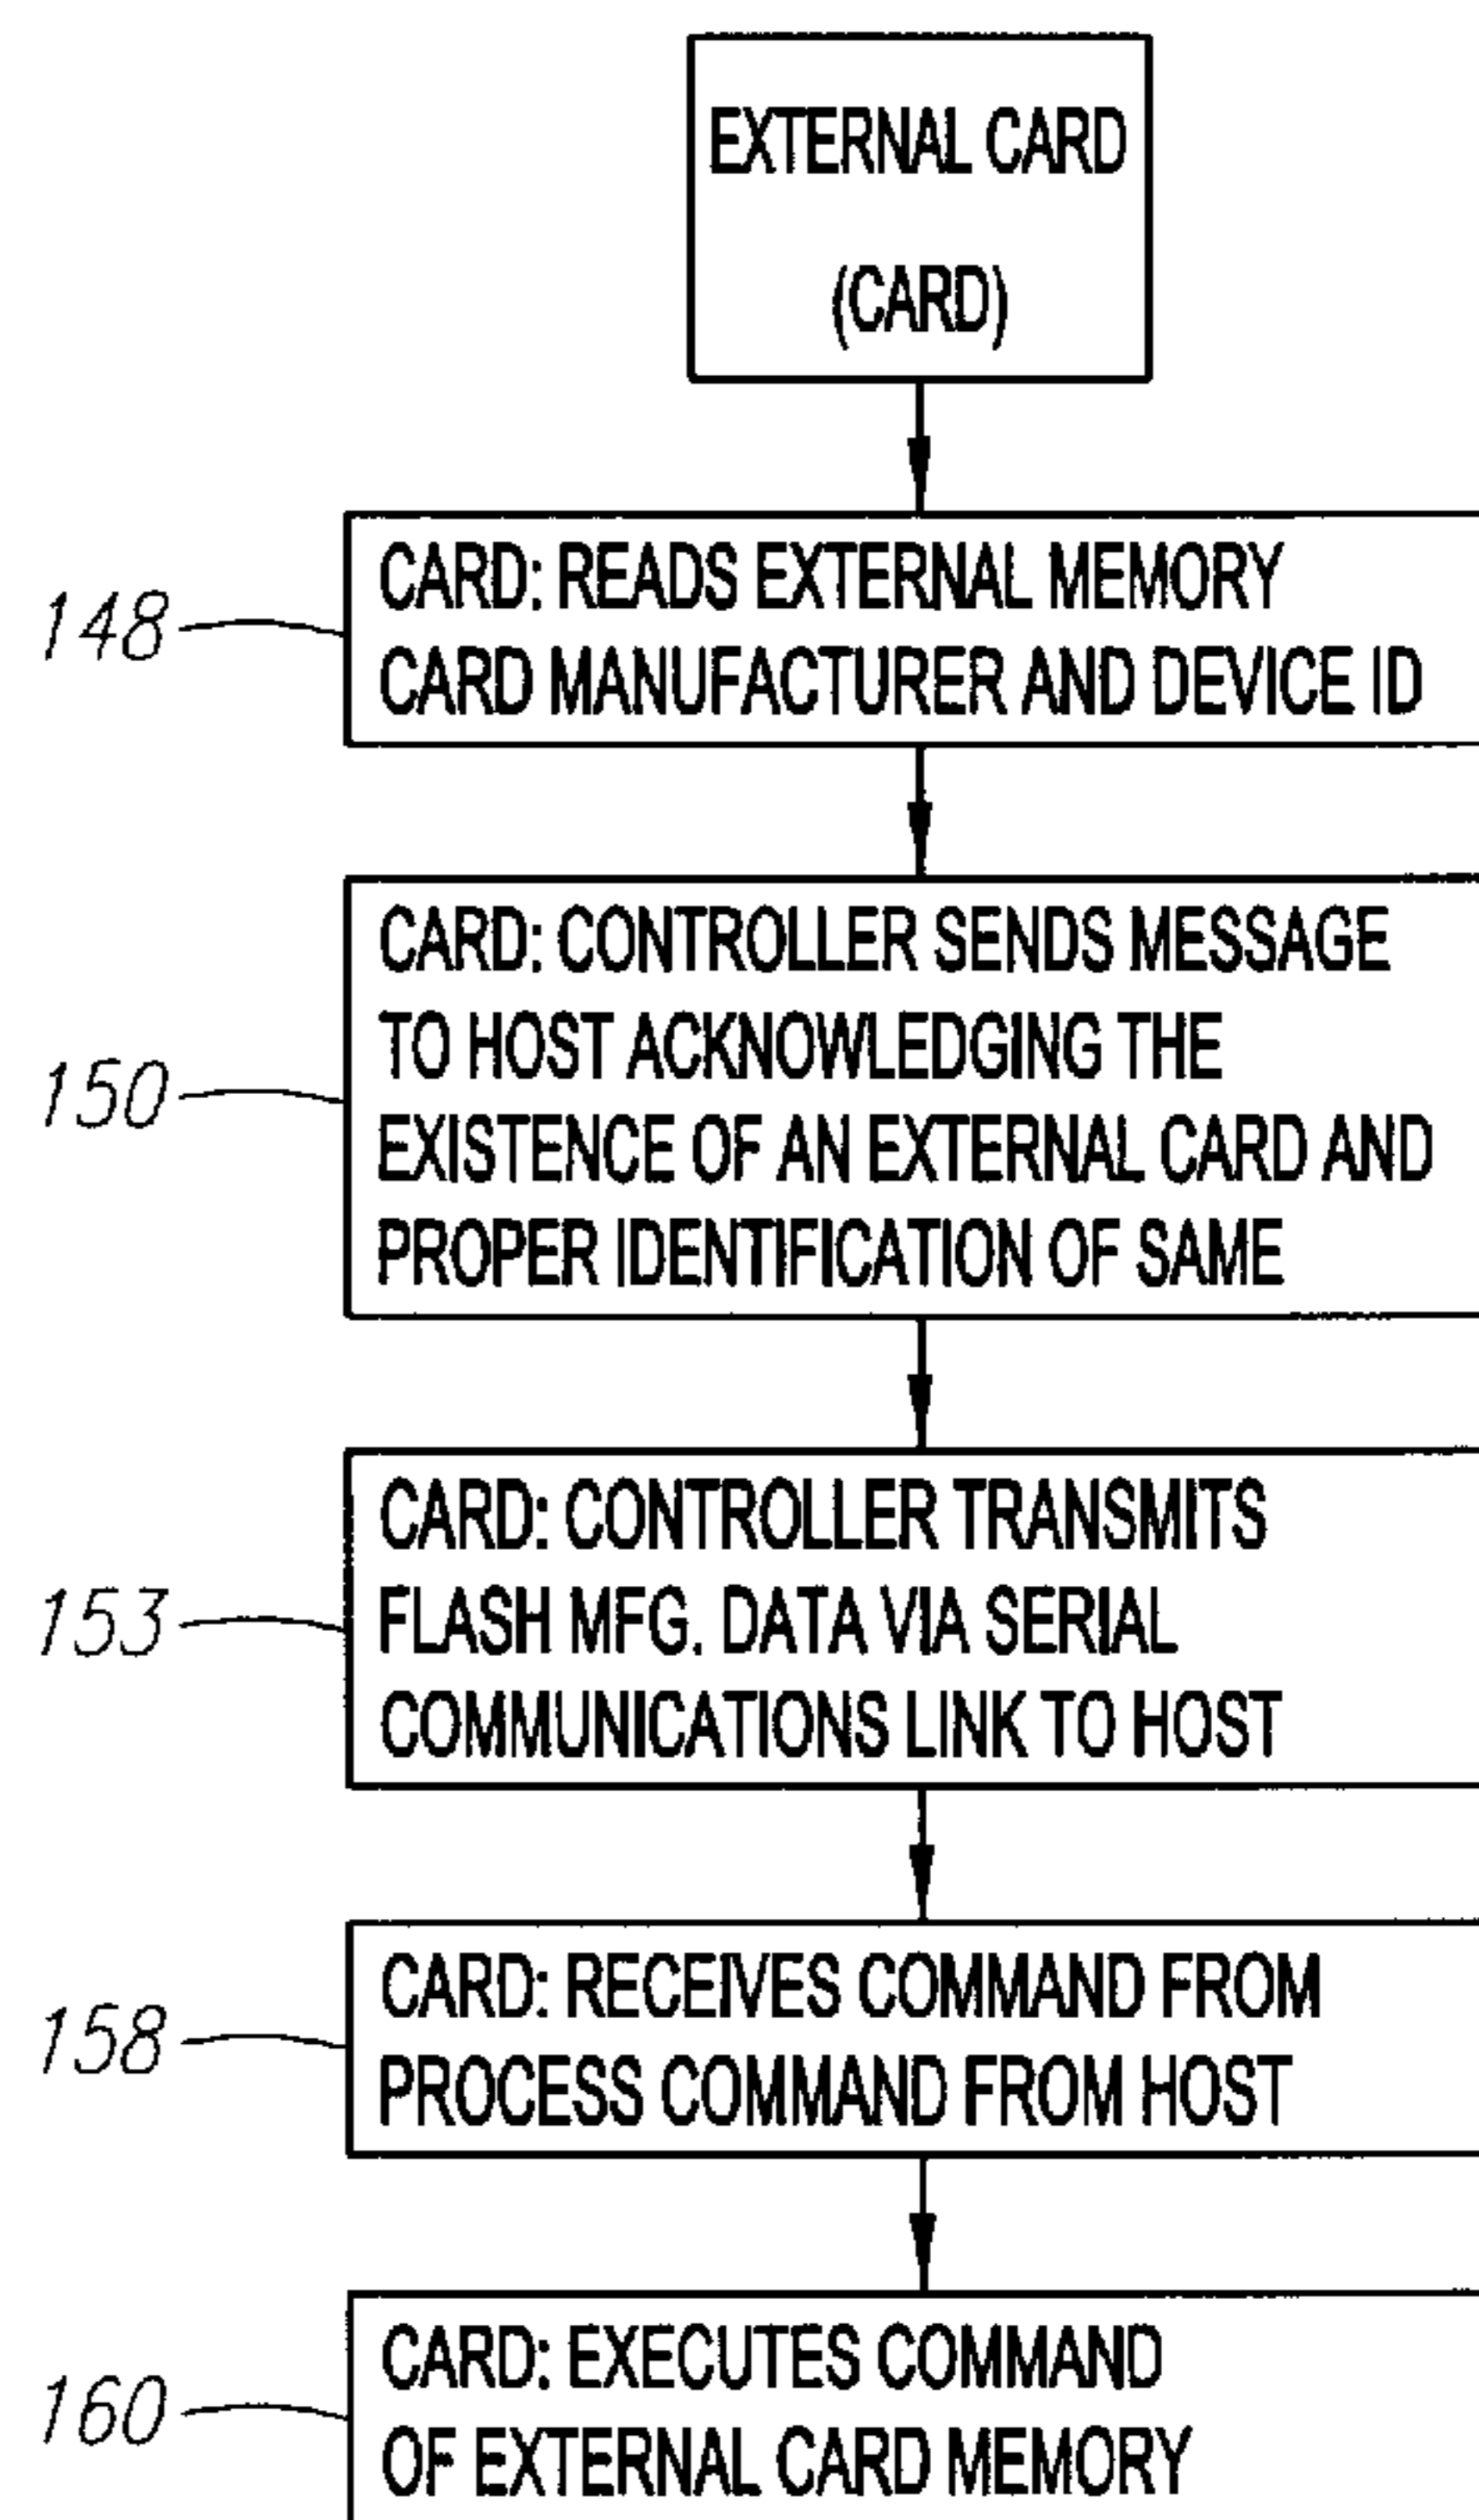 EXTERNAL CARD
(CARD)
148
CARD: READS EXTERNAL MEMORY
CARD MANUFACTURER AND DEVICE ID
150
CARD: CONTROLLER SENDS MESSAGE
TO HOST ACKNOWLEDGING THE
EXISTENCE OF AN EXTERNAL CARD AND
PROPER IDENTIFICATION OF SAME
153
CARD: CONTROLLER TRANSMITS
FLASH MFG. DATA VIA SERIAL
COMMUNICATIONS LINK TO HOST
158
CARD: RECEIVES COMMAND FROM
PROCESS COMMAND FROM HOST
160
CARD: EXECUTES COMMAND
OF EXTERNAL CARD MEMORY